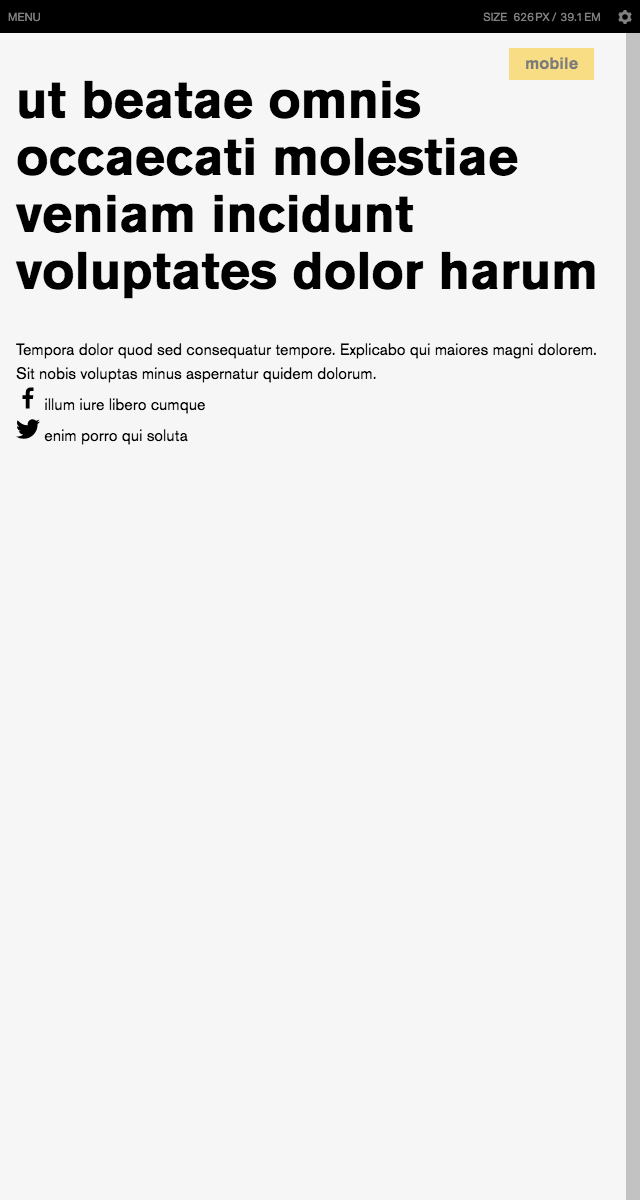 MENU
SIZE 626PX / 39.1EM
mobile
ut beatae omnis
occaecati molestiae
veniam incidunt
voluptates dolor harum
Tempora dolor quod sed consequatur tempore. Explicabo qui maiores magni dolorem.
Sit nobis voluptas minus aspernatur quidem dolorum.
illum iure libero cumque
enim porro qui soluta